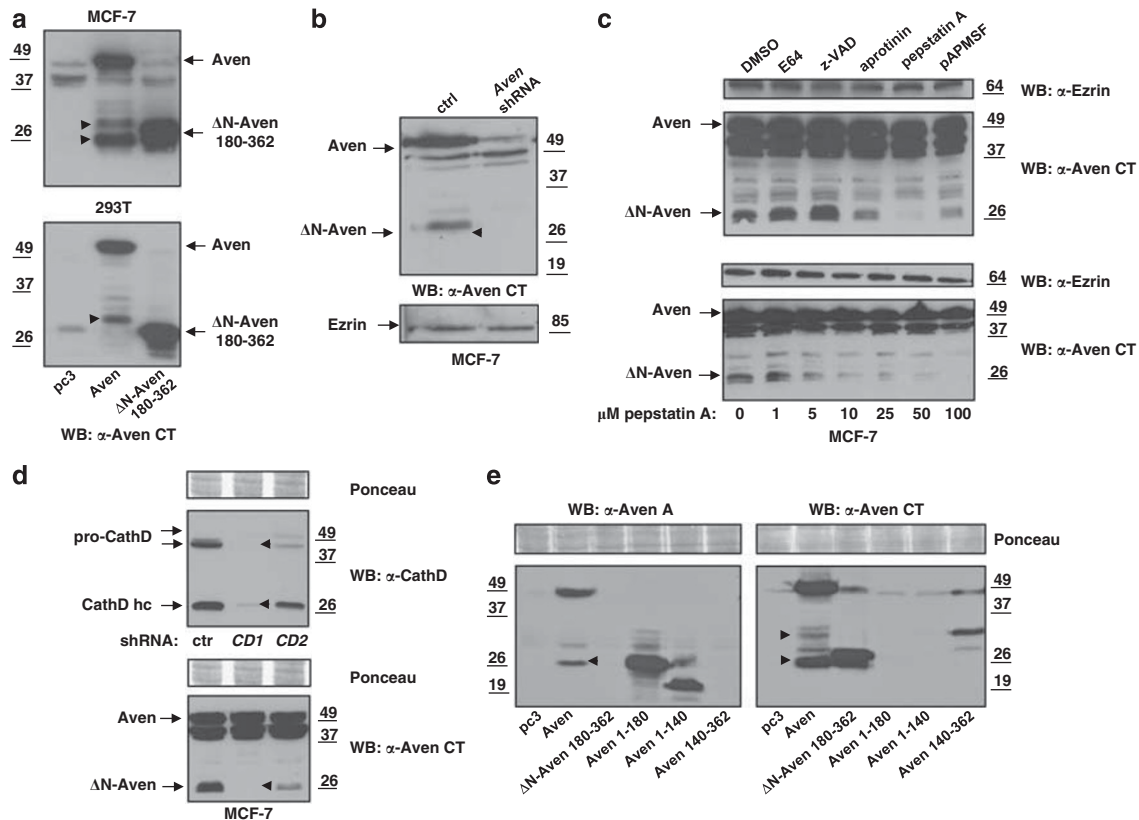 a
MCF-7
49
37
26
Aven
ΔN-Aven
180-362
293T
49
37
26
Aven
ΔN-Aven
180-362
pc3
Aven
ΔN-Aven
180-362
WB: α-Aven CT
b
ctrl
Aven
shRNA
Aven
ΔN-Aven
49
37
26
19
WB: α-Aven CT
Ezrin
85
MCF-7
c
DMSO
E64
z-VAD
aprotinin
pepstatin A
pAPMSF
64
WB: α-Ezrin
Aven
49
37
WB: α-Aven CT
ΔN-Aven
26
64
WB: α-Ezrin
Aven
49
37
WB: α-Aven CT
ΔN-Aven
26
μM pepstatin A: 0 1 5 10 25 50 100
MCF-7
d
Ponceau
pro-CathD
49
37
WB: α-CathD
CathD hc
26
shRNA: ctr CD1 CD2
Ponceau
Aven
49
37
WB: α-Aven CT
ΔN-Aven
26
MCF-7
e
WB: α-Aven A
WB: α-Aven CT
Ponceau
49
37
26
19
49
37
26
19
pc3
Aven
ΔN-Aven 180-362
Aven 1-180
Aven 1-140
Aven 140-362
pc3
Aven
ΔN-Aven 180-362
Aven 1-180
Aven 1-140
Aven 140-362